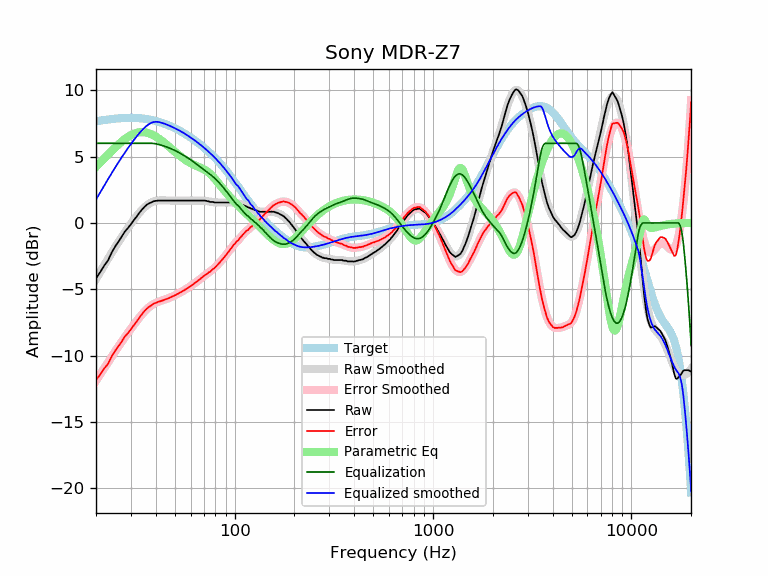 Sony MDR-Z7
Amplitude (dBr)
10
5
0
−5
−10
−15
−20
Target
Raw Smoothed
Error Smoothed
Raw
Error
Parametric Eq
Equalization
Equalized smoothed
100
1000
10000
Frequency (Hz)